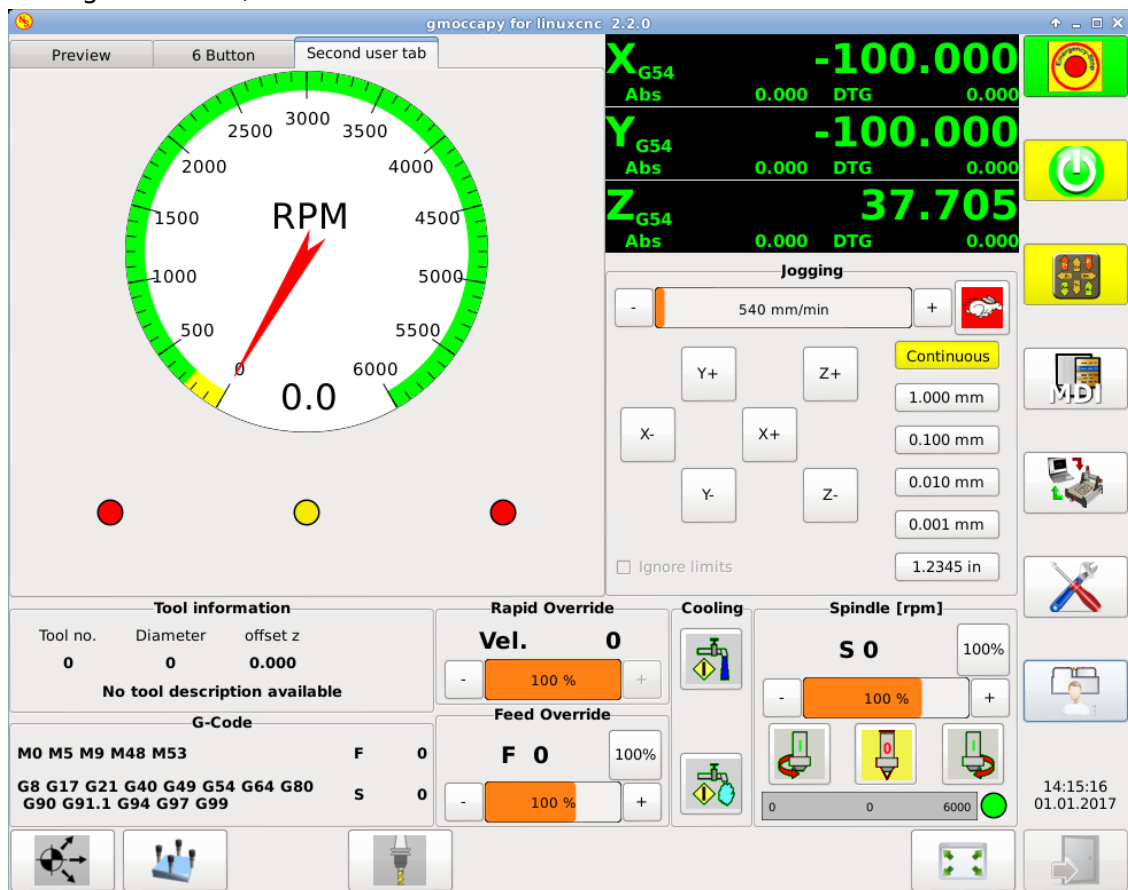 gmoccapy for linuxcnc 2.2.0
Preview
6 Button
Second user tab
0
500
1000
1500
2000
2500
3000
3500
4000
4500
5000
5500
6000
RPM
0.0
X G54 -100.000
Abs 0.000 DTG 0.000
Y G54 -100.000
Abs 0.000 DTG 0.000
Z G54 37.705
Abs 0.000 DTG 0.000
Jogging
- 540 mm/min +
Y+
Z+
X-
X+
Y-
Z-
Continuous
1.000 mm
0.100 mm
0.010 mm
0.001 mm
1.2345 in
Ignore limits
MDI
Tool information
Tool no. Diameter offset z
0 0 0.000
No tool description available
G-Code
M0 M5 M9 M48 M53 F 0
G8 G17 G21 G40 G49 G54 G64 G80
G90 G91.1 G94 G97 G99
S 0
Rapid Override
Vel. 0
- 100 % +
Feed Override
F 0 100%
- 100 % +
Cooling
Spindle [rpm]
S 0 100%
- 100 % +
I 0 I
0 0 6000
14:15:16
01.01.2017